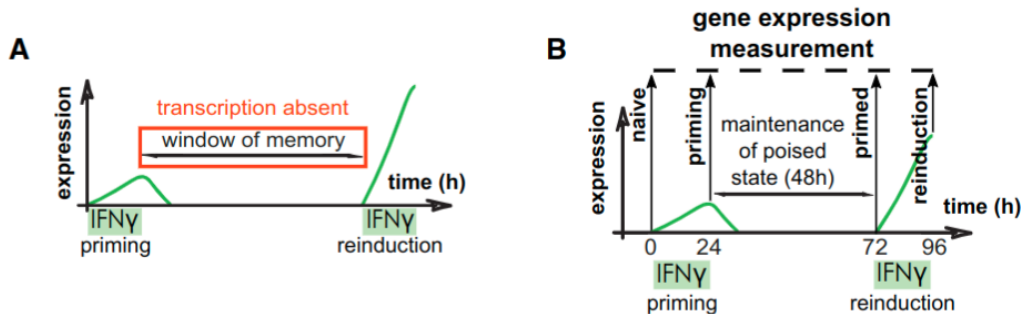 A
expression
transcription absent
window of memory
time (h)
IFNγ
priming
IFNγ
reinduction
B
gene expression
measurement
expression
naive
priming
maintenance
of poised
state (48h)
primed
reinduction
time (h)
0
24
72
96
IFNγ
priming
IFNγ
reinduction